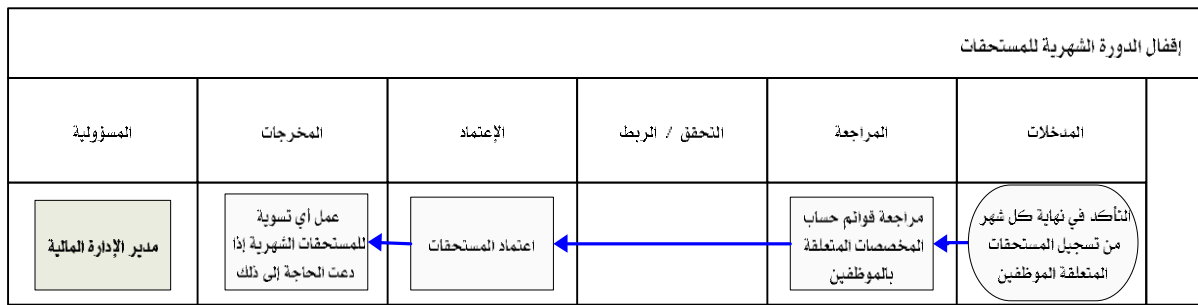 إقفال الدورة الشهرية للمستحقات
المدخلات
المراجعة
التحقق / الربط
الإعتماد
المخرجات
المسؤولية
التأكد في نهاية كل شهر
من تسجيل المستحقات
المتعلقة الموظفين
مراجعة قوائم حساب
المخصصات المتعلقة
بالموظفين
اعتماد المستحقات
عمل أي تسوية
للمستحقات الشهرية إذا
دعت الحاجة إلى ذلك
مدير الإدارة المالية